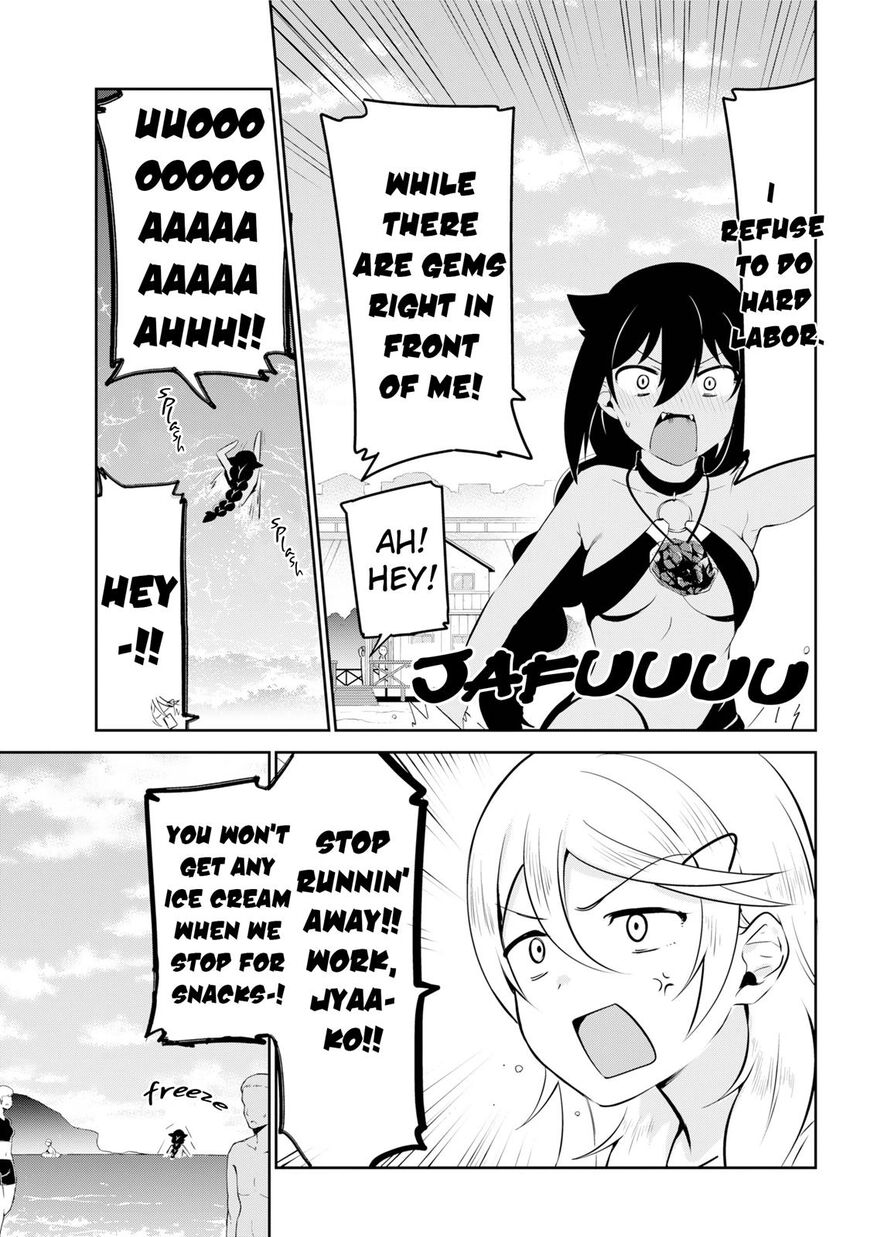 I
REFUSE
TO DO
HARD
LABOR.
WHILE
THERE
ARE GEMS
RIGHT IN
FRONT
OF ME!
AH!
HEY!
JAFUUUU
UUOOO
OOOOO
AAAAA
AAAAA
AHHH!!
splash
splash
HEY
-!!
STOP
RUNNIN'
AWAY!!
WORK,
JYAA-
KO!!
YOU WON'T
GET ANY
ICE CREAM
WHEN WE
STOP FOR
SNACKS-!
freeze